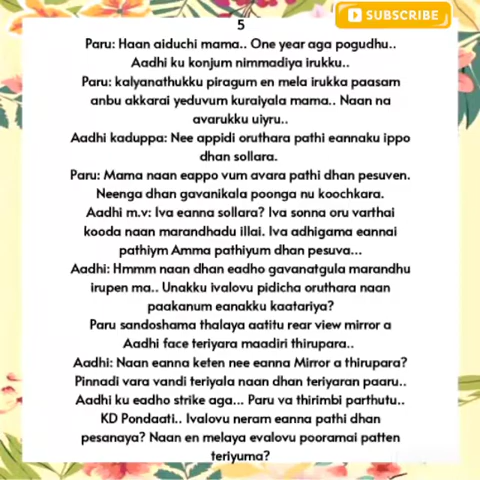 SUBSCRIBE
5
Paru: Haan aiduchi mama.. One year aga pogudhu..
Aadhi ku konjum nimmadiya irukku..
Paru: kalyanathukku piragum en mela irukka paasam
anbu akkarai yeduvum kuraiyala mama.. Naan na
avarukku uiyru..
Aadhi kaduppa: Nee appidi oruthara pathi eannaku ippo
dhan sollara.
Paru: Mama naan eappo vum avara pathi dhan pesuven.
Neenga dhan gavanikala poonga nu koochkara.
Aadhi m.v: Iva eanna sollara? Iva sonna oru varthai
kooda naan marandhadu illai. Iva adhigama eannai
pathiym Amma pathiyum dhan pesuva...
Aadhi: Hmmm naan dhan eadho gavanatgula marandhu
irupen ma.. Unakku ivalovu pidicha oruthara naan
paakanum eanakku kaatariya?
Paru sandoshama thalaya aatitu rear view mirror a
Aadhi face teriyara maadiri thirupara..
Aadhi: Naan eanna keten nee eanna Mirror a thirupara?
Pinnadi vara vandi teriyala naan dhan teriyaran paaru..
Aadhi ku eadho strike aga... Paru va thirimbi parthutu..
KD Pondaati.. Ivalovu neram eanna pathi dhan
pesanaya? Naan en melaya evalovu pooramai patten
teriyuma?